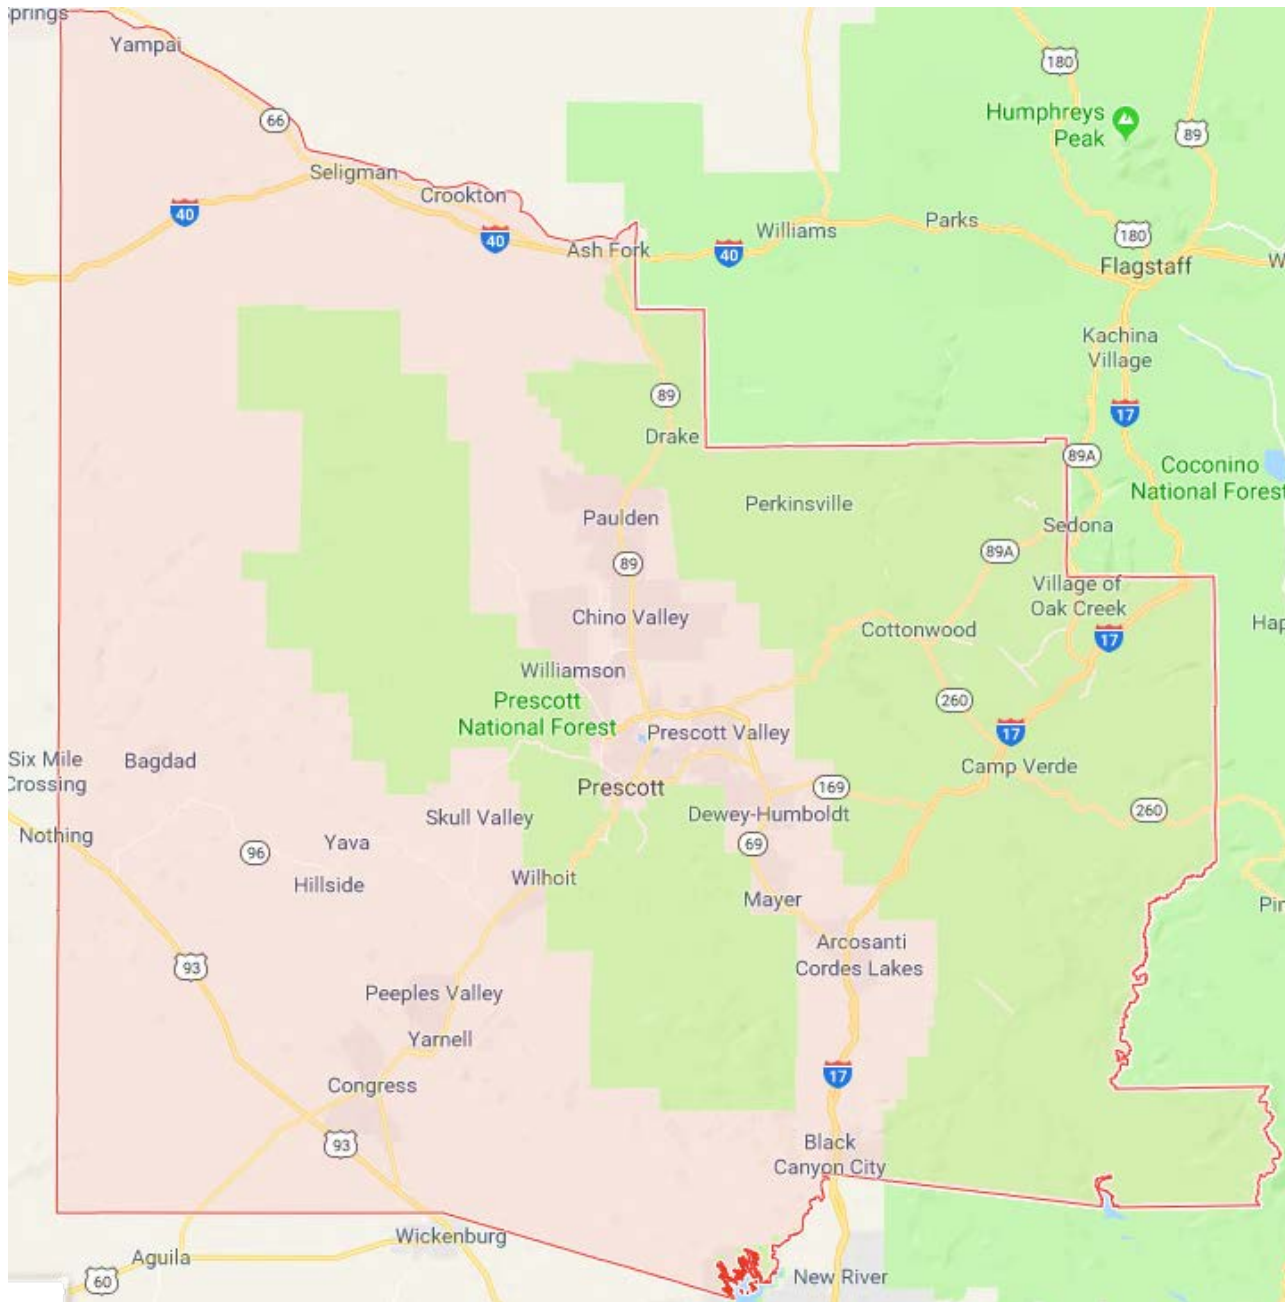 Springs
Yampai
180
Humphreys
Peak
89
66
Seligman
Crookton
40
40
Ash Fork
40
Williams
Parks
180
Flagstaff
Kachina
Village
89
17
Drake
89A
Coconino
National Forest
Perkinsville
Paulden
Sedona
89A
89
Village of
Oak Creek
Chino Valley
Cottonwood
17
Hap
Williamson
Prescott
National Forest
260
Prescott Valley
17
Six Mile
Crossing
Bagdad
Camp Verde
Prescott
169
Skull Valley
Dewey-Humboldt
260
Nothing
96
Yava
69
Hillside
Wilhoit
Mayer
Pin
Arcosanti
Cordes Lakes
93
Peeples Valley
Yarnell
17
Congress
93
Black
Canyon City
Wickenburg
Aguila
60
New River